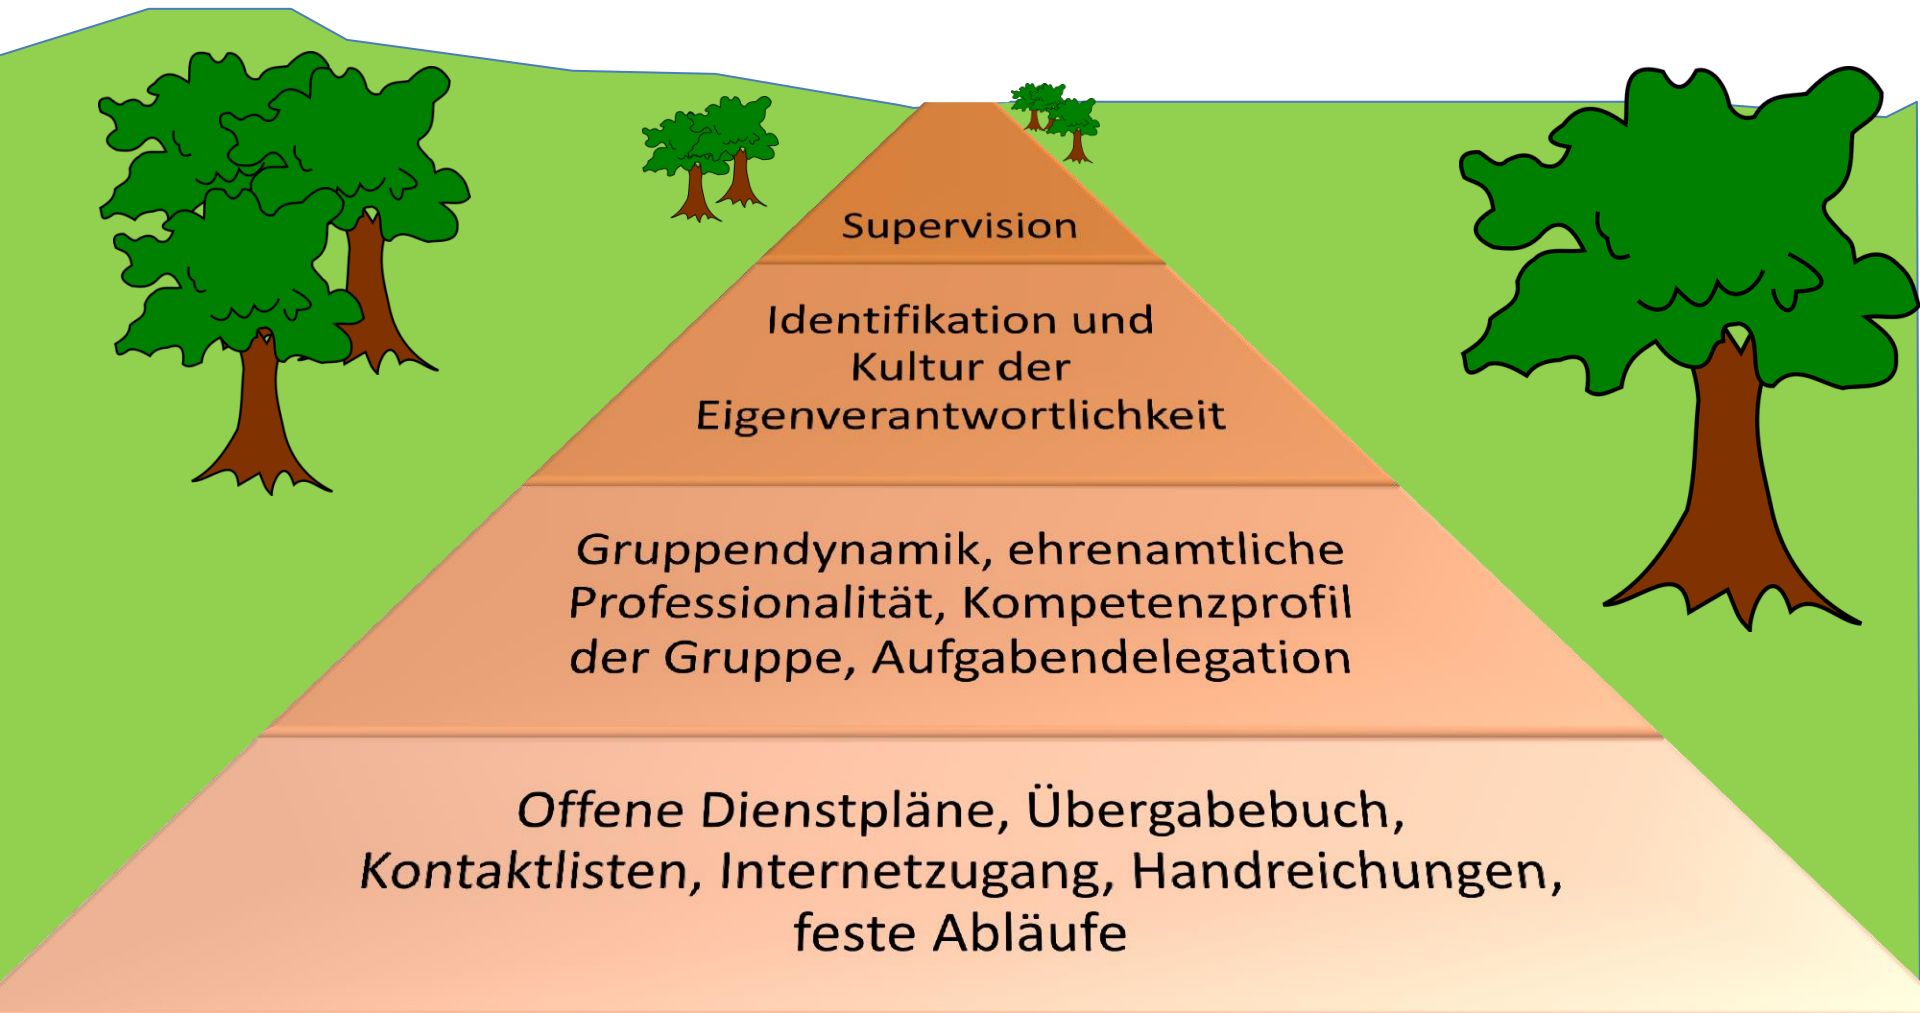 Supervision
Identifikation und
Kultur der
Eigenverantwortlichkeit
Gruppendynamik, ehrenamtliche
Professionalität, Kompetenzprofil
der Gruppe, Aufgabendelegation
Offene Dienstpläne, Übergabebuch,
Kontaktlisten, Internetzugang, Handreichungen,
feste Abläufe